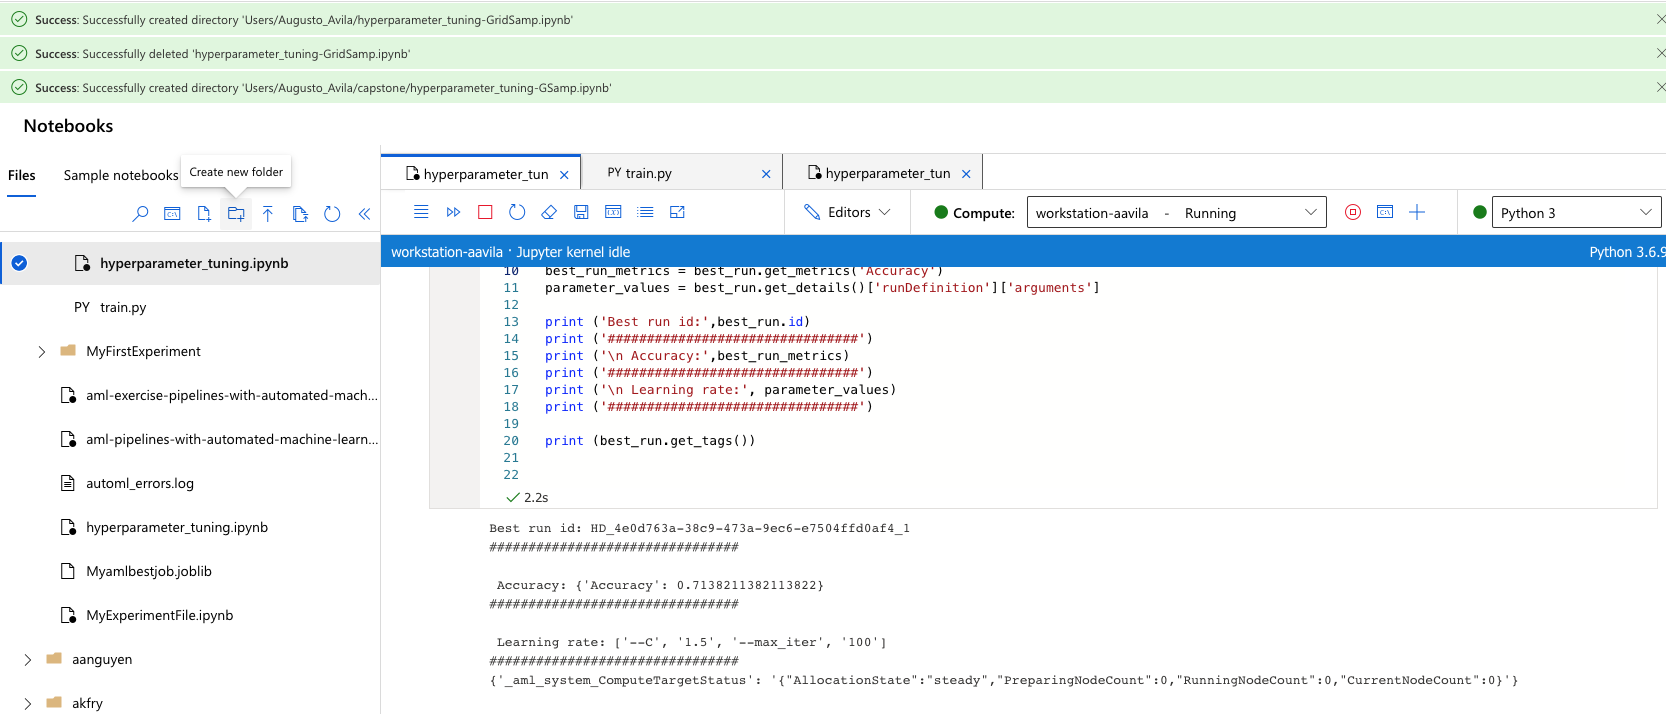 Success: Successfully created directory 'Users/Augusto_Avila/hyperparameter_tuning-GridSamp.ipynb'
Success: Successfully deleted 'hyperparameter_tuning-GridSamp.ipynb'
Success: Successfully created directory 'Users/Augusto_Avila/capstone/hyperparameter_tuning-GSamp.ipynb'
Notebooks
Files Sample notebooks
Create new folder
hyperparameter_tuning.ipynb
PY train.py
MyFirstExperiment
aml-exercise-pipelines-with-automated-mach...
aml-pipelines-with-automated-machine-learn...
automl_errors.log
hyperparameter_tuning.ipynb
Myamlbestjob.joblib
MyExperimentFile.ipynb
aanguyen
akfry
hyperparameter_tun PY train.py hyperparameter_tun
Editors Compute: workstation-aavila - Running Python 3
workstation-aavila · Jupyter kernel idle Python 3.6.9
10 best_run_metrics = best_run.get_metrics('Accuracy')
11 parameter_values = best_run.get_details()['runDefinition']['arguments']
12
13 print ('Best run id:',best_run.id)
14 print ('################################')
15 print ('\n Accuracy:',best_run_metrics)
16 print ('################################')
17 print ('\n Learning rate:', parameter_values)
18 print ('################################')
19
20 print (best_run.get_tags())
21
22
2.2s
Best run id: HD_4e0d763a-38c9-473a-9ec6-e7504ffd0af4_1
################################
Accuracy: {'Accuracy': 0.7138211382113822}
################################
Learning rate: ['--C', '1.5', '--max_iter', '100']
################################
{'_aml_system_ComputeTargetStatus': '{"AllocationState":"steady","PreparingNodeCount":0,"RunningNodeCount":0,"CurrentNodeCount":0}'}